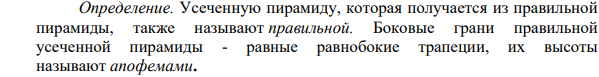 Определение. Усеченную пирамиду, которая получается из правильной
пирамиды, также называют правильной. Боковые грани правильной
усеченной пирамиды - равные равнобокие трапеции, их высоты
называют апофемами.